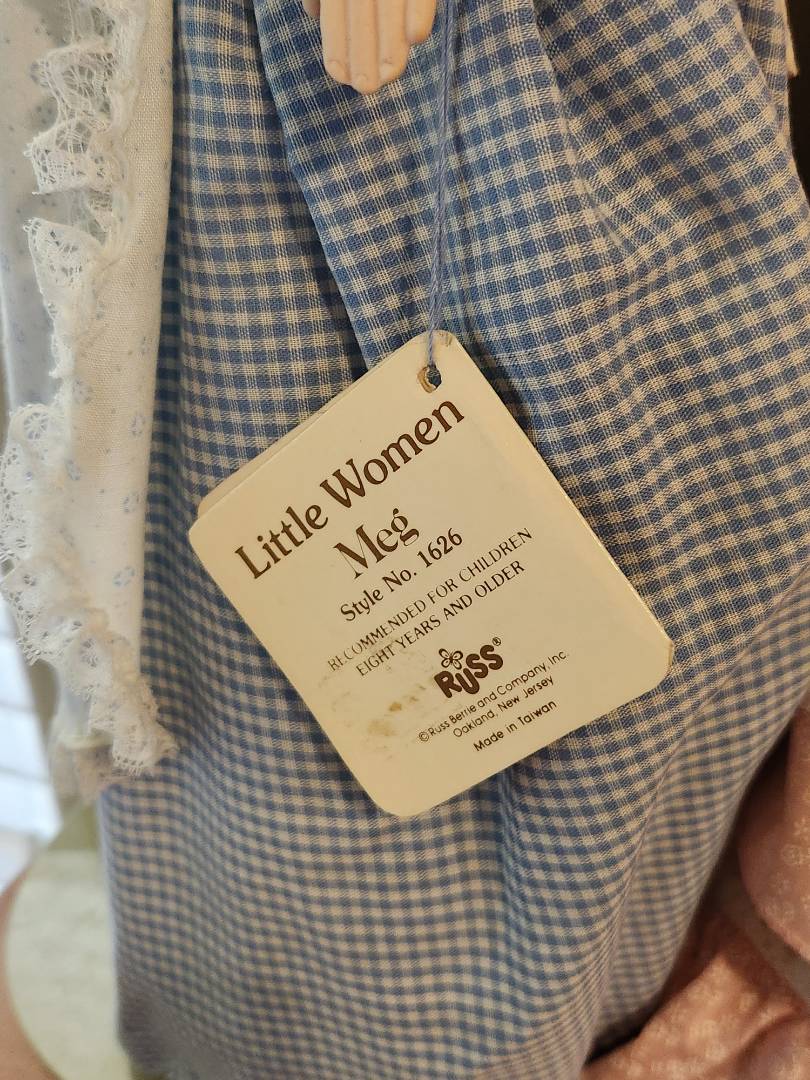 Little Women
Meg
Style No. 1626
RECOMMENDED FOR CHILDREN
EIGHT YEARS AND OLDER
RUSS®
© Russ Berrie and Company, Inc.
Oakland, New Jersey
Made in Taiwan